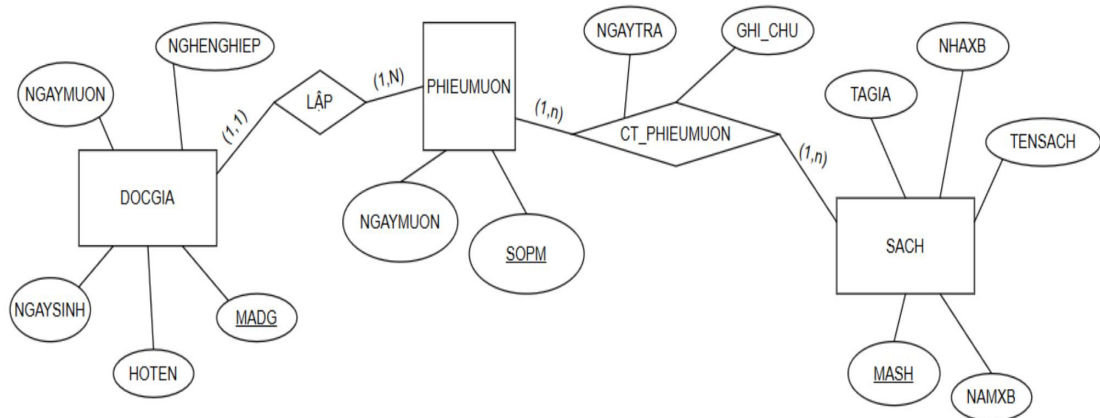 NGHENGHIEP
NGAYMUON
DOCGIA
NGAYSINH
HOTEN
MADG
(1,1)
LẬP
(1,N)
PHIEUMUON
NGAYMUON
SOPM
(1,n)
NGAYTRA
GHI_CHU
CT_PHIEUMUON
(1,n)
TAGIA
NHAXB
TENSACH
SACH
MASH
NAMXB